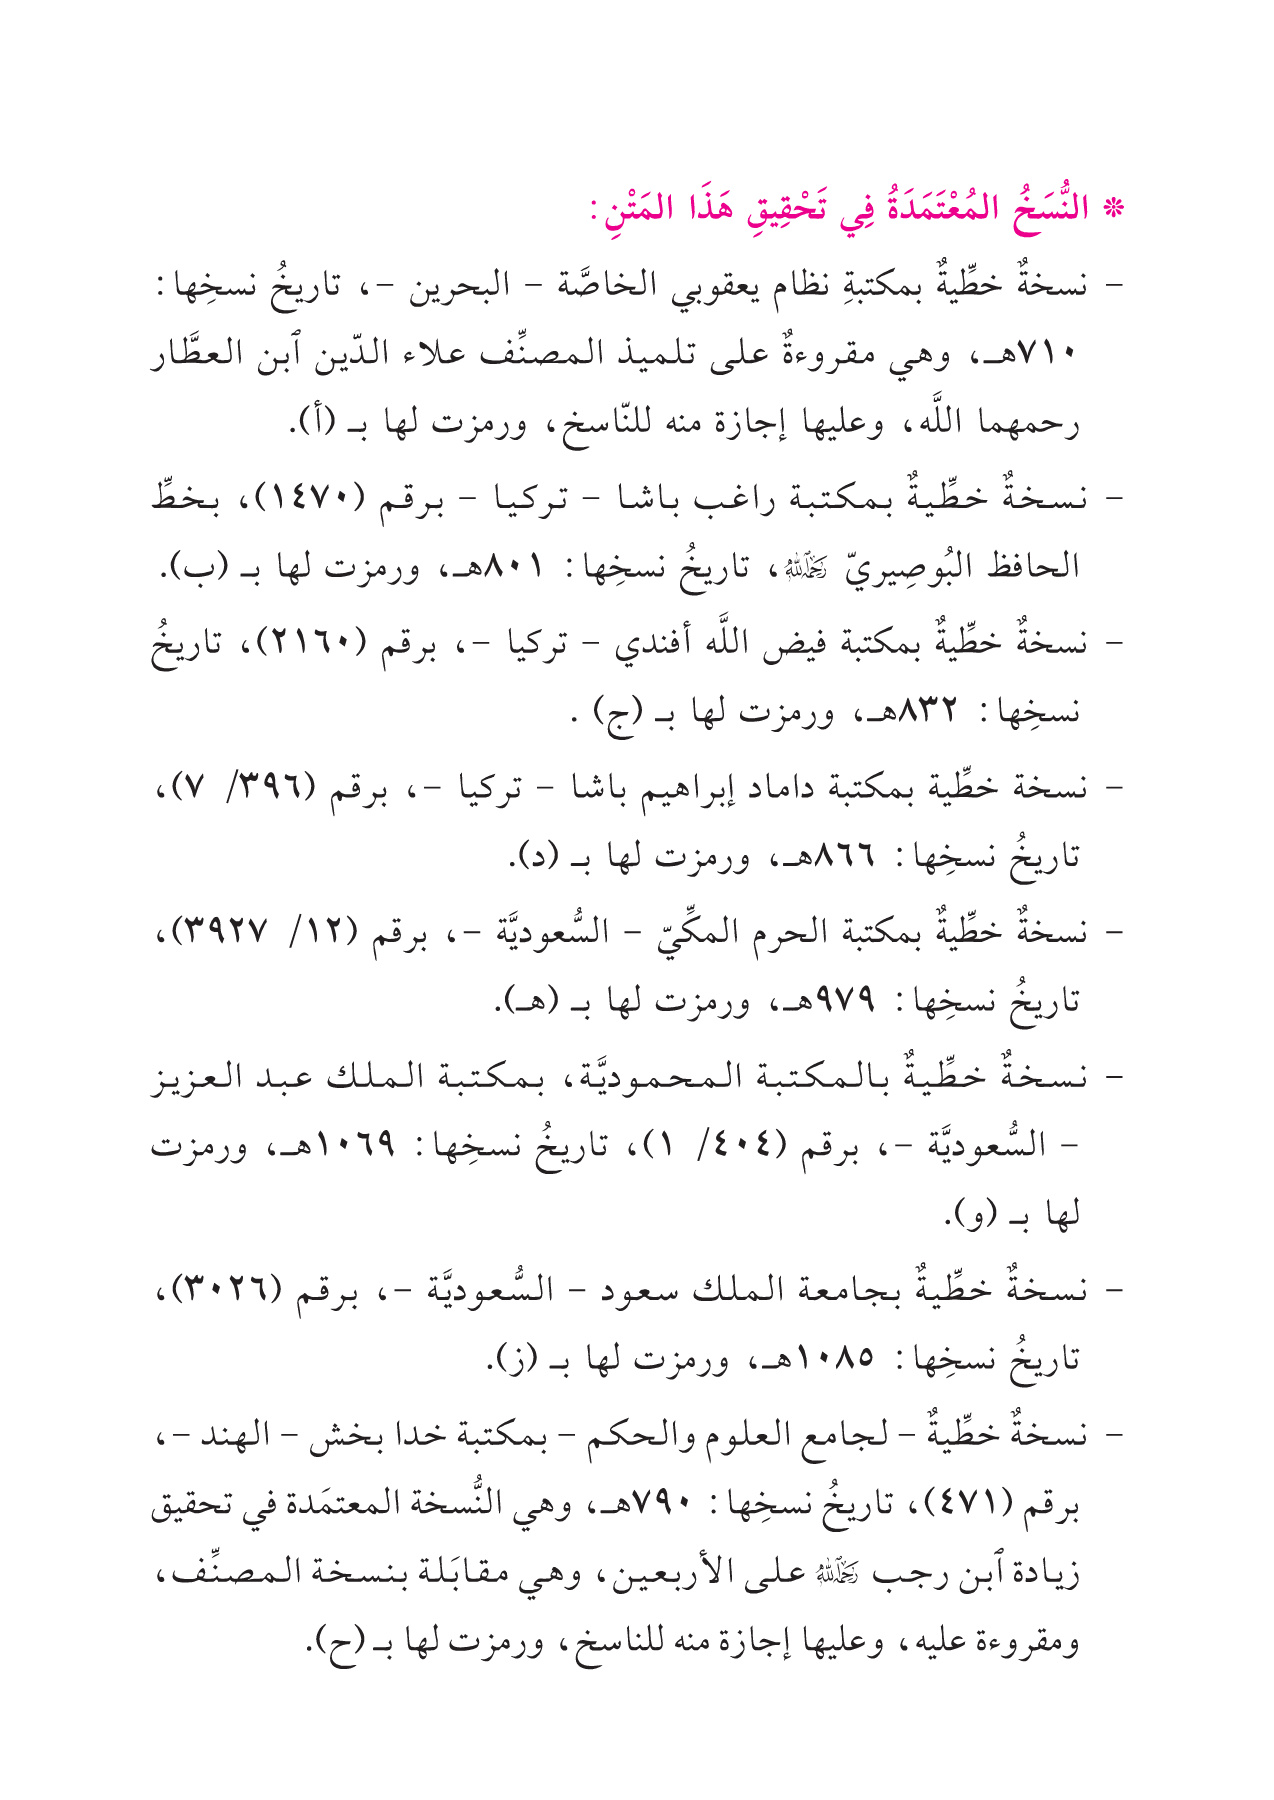 ❊ النُّسَخُ المُعْتَمَدَةُ فِي تَحْقِيقِ هَذَا المَتْنِ:
- نسخةٌ خطِّيةٌ بمكتبةِ نظام يعقوبي الخاصَّة - البحرين -، تاريخُ نسخِها:
٧١٠هـ، وهي مقروءةٌ على تلميذ المصنِّف علاء الدّين ٱبن العطَّار
رحمهما اللَّه، وعليها إجازة منه للنّاسخ، ورمزت لها بـ (أ).
- نسخةٌ خطِّيةٌ بمكتبة راغب باشا - تركيا - برقم (١٤٧٠)، بخطِّ
الحافظ البُوصِيريّ رحمه الله، تاريخُ نسخِها: ٨٠١هـ، ورمزت لها بـ (ب).
- نسخةٌ خطِّيةٌ بمكتبة فيض اللَّه أفندي - تركيا -، برقم (٢١٦٠)، تاريخُ
نسخِها: ٨٣٢هـ، ورمزت لها بـ (ج) .
- نسخة خطِّية بمكتبة داماد إبراهيم باشا - تركيا -، برقم (٣٩٦/ ٧)،
تاريخُ نسخِها: ٨٦٦هـ، ورمزت لها بـ (د).
- نسخةٌ خطِّيةٌ بمكتبة الحرم المكِّيّ - السُّعوديَّة -، برقم (١٢/ ٣٩٢٧)،
تاريخُ نسخِها: ٩٧٩هـ، ورمزت لها بـ (هـ).
- نسخةٌ خطِّيةٌ بالمكتبة المحموديَّة، بمكتبة الملك عبد العزيز
- السُّعوديَّة -، برقم (٤٠٤/ ١)، تاريخُ نسخِها: ١٠٦٩هـ، ورمزت
لها بـ (و).
- نسخةٌ خطِّيةٌ بجامعة الملك سعود - السُّعوديَّة -، برقم (٣٠٢٦)،
تاريخُ نسخِها: ١٠٨٥هـ، ورمزت لها بـ (ز).
- نسخةٌ خطِّيةٌ - لجامع العلوم والحكم - بمكتبة خدا بخش - الهند -،
برقم (٤٧١)، تاريخُ نسخِها: ٧٩٠هـ، وهي النُّسخة المعتمَدة في تحقيق
زيادة ٱبن رجب رحمه الله على الأربعين، وهي مقابَلة بنسخة المصنِّف،
ومقروءة عليه، وعليها إجازة منه للناسخ، ورمزت لها بـ (ح).